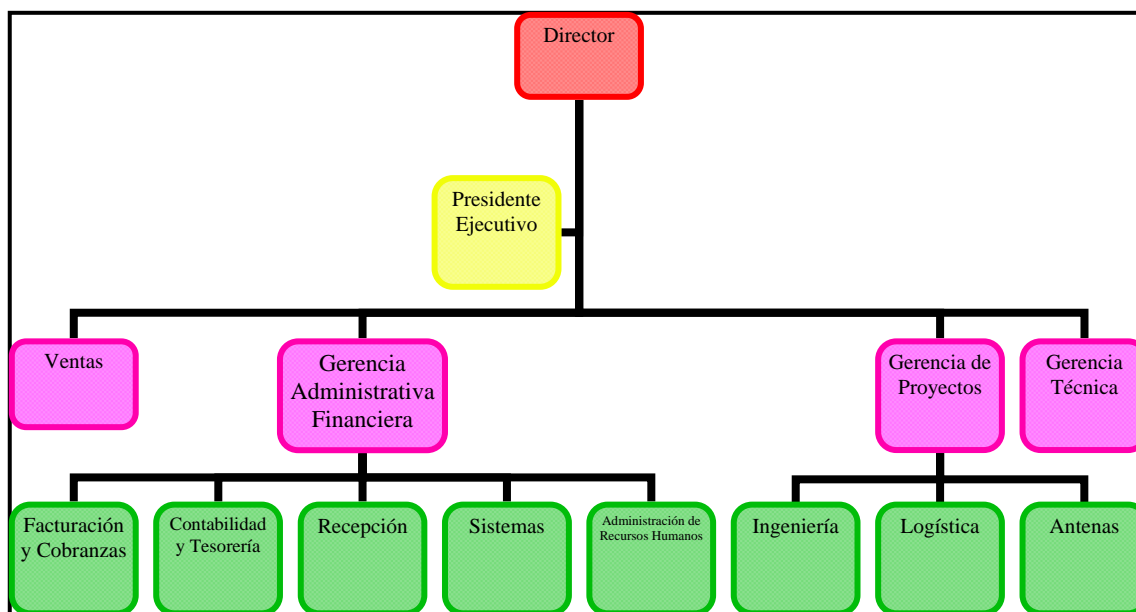 Director
Presidente
Ejecutivo
Ventas
Gerencia
Administrativa
Financiera
Gerencia de
Proyectos
Gerencia
Técnica
Facturación
y Cobranzas
Contabilidad
y Tesorería
Recepción
Sistemas
Administración de
Recursos Humanos
Ingeniería
Logística
Antenas